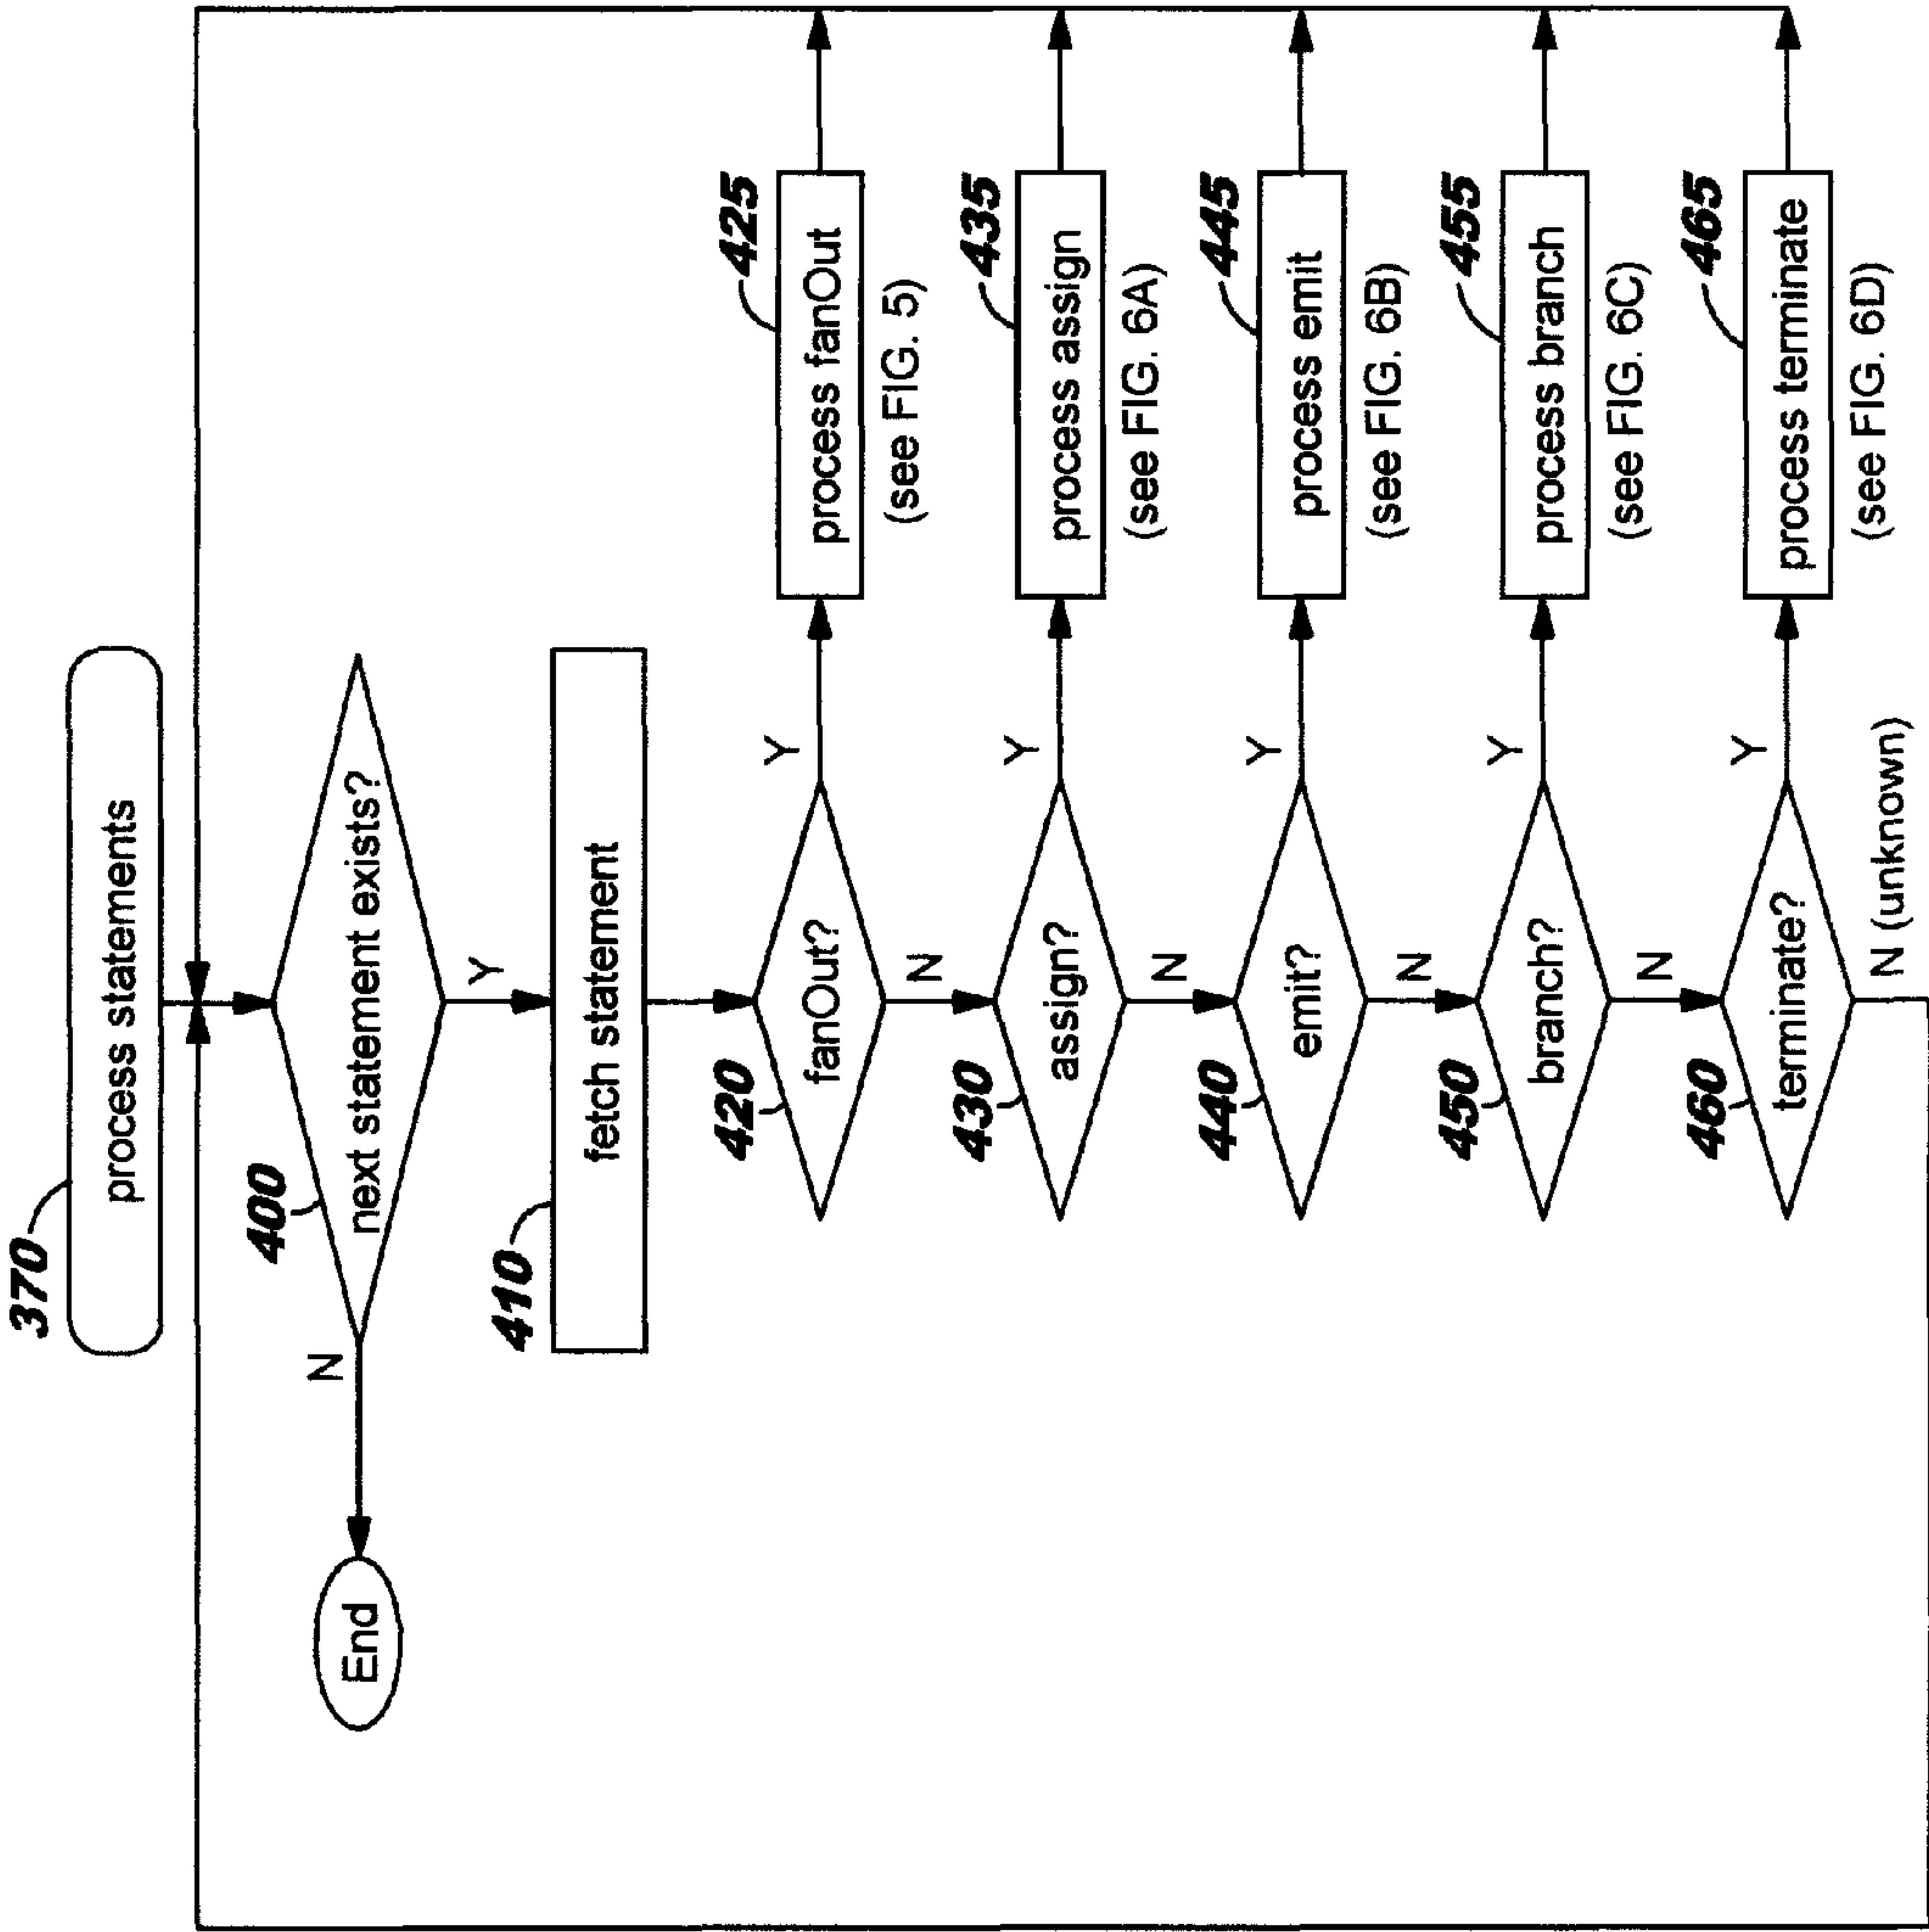 370
process statements
400
next statement exists?
N
End
Y
410
fetch statement
420
fanOut?
Y
425
process fanOut
(see FIG. 5)
N
430
assign?
Y
435
process assign
(see FIG. 6A)
N
440
emit?
Y
445
process emit
(see FIG. 6B)
N
450
branch?
Y
455
process branch
(see FIG. 6C)
N
460
terminate?
Y
465
process terminate
(see FIG. 6D)
N (unknown)